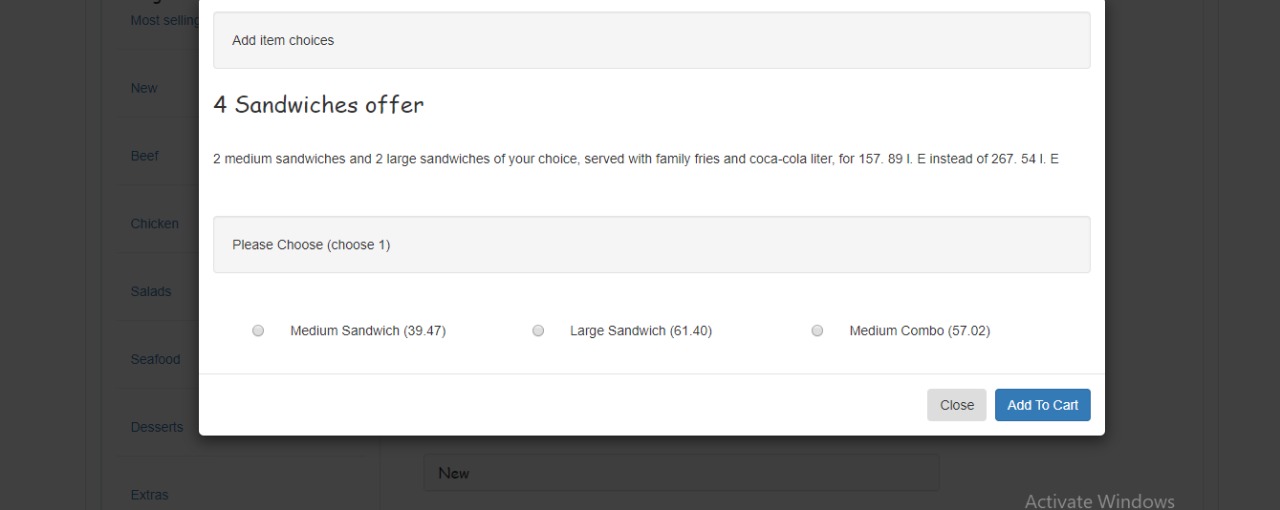 Most selling
Add item choices
New
4 Sandwiches offer
Beef
2 medium sandwiches and 2 large sandwiches of your choice, served with family fries and coca-cola liter, for 157. 89 l. E instead of 267. 54 l. E
Chicken
Please Choose (choose 1)
Salads
Medium Sandwich (39.47) Large Sandwich (61.40) Medium Combo (57.02)
Seafood
Close Add To Cart
Desserts
New
Extras
Activate Windows